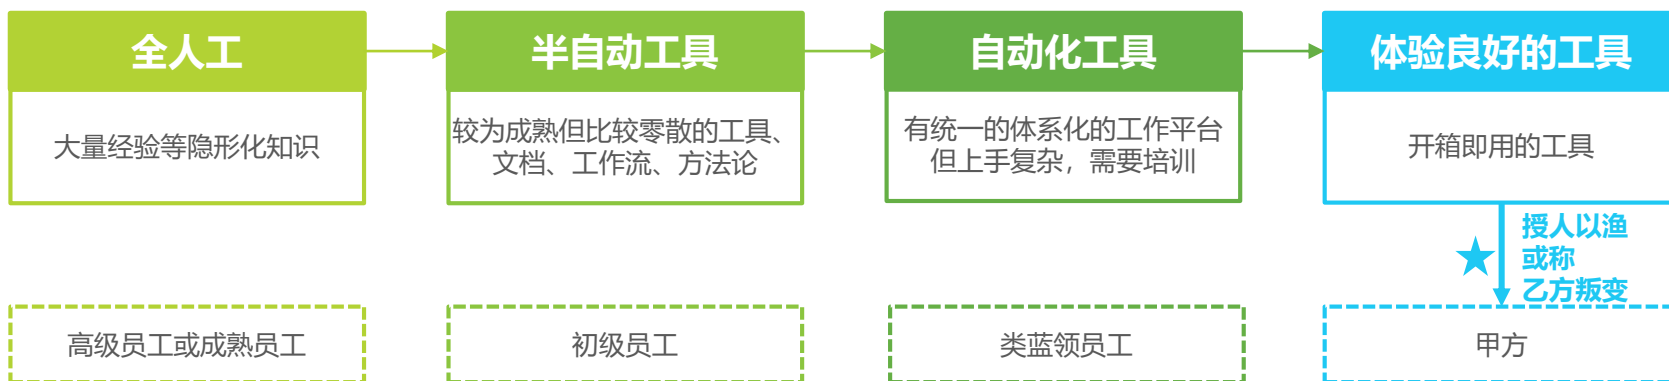 全人工
半自动工具
自动化工具
体验良好的工具
大量经验等隐形化知识
较为成熟但比较零散的工具、
文档、工作流、方法论
有统一的体系化的工作平台
但上手复杂，需要培训
开箱即用的工具
授人以渔
或称
乙方叛变
高级员工或成熟员工
初级员工
类蓝领员工
甲方